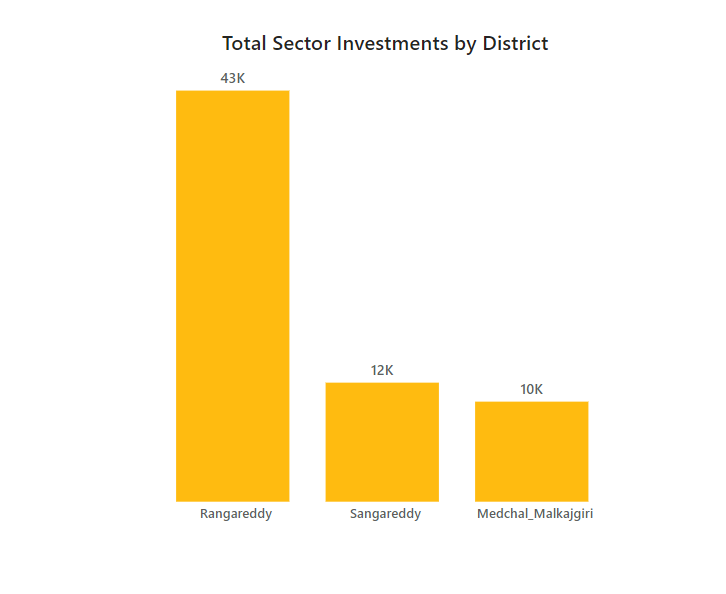 Total Sector Investments by District
43K
12K
10K
Rangareddy
Sangareddy
Medchal_Malkajgiri